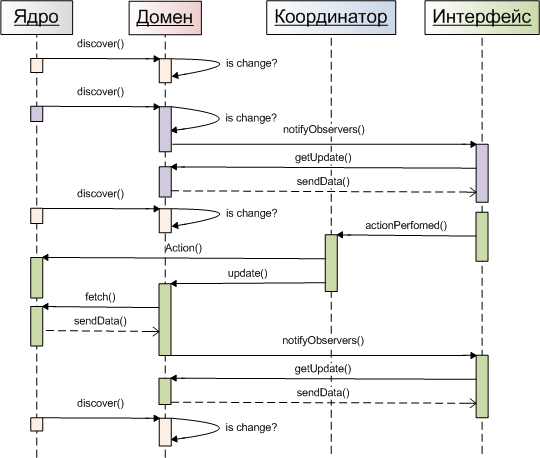 Ядро Домен Координатор Интерфейс
discover()
is change?
discover()
is change?
notifyObservers()
getUpdate()
sendData()
discover()
is change?
actionPerfomed()
Action()
update()
fetch()
sendData()
notifyObservers()
getUpdate()
sendData()
discover()
is change?